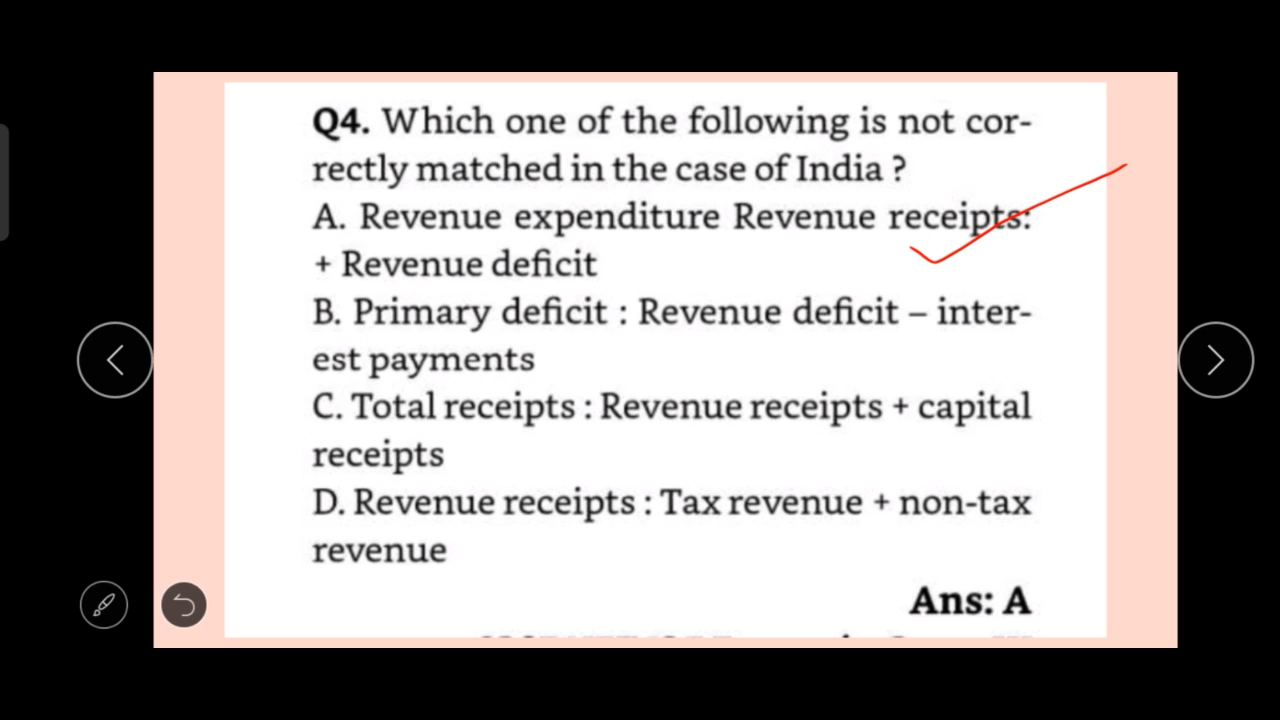 Q4. Which one of the following is not cor-
rectly matched in the case of India ?
A. Revenue expenditure Revenue receipts:
+ Revenue deficit
B. Primary deficit : Revenue deficit – inter-
est payments
C. Total receipts : Revenue receipts + capital
receipts
D. Revenue receipts : Tax revenue + non-tax
revenue
Ans: A